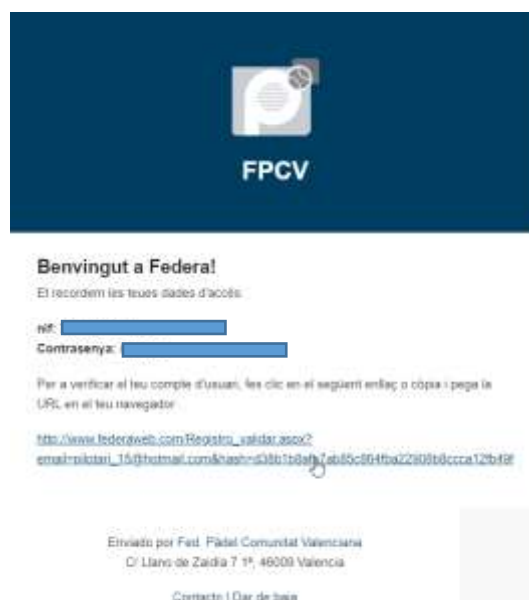 FPCV
Benvingut a Federa!
Et recordem les teues dades d'accés:
nif:
Contrasenya:
Per a verificar el teu compte d'usuari, fes clic en el següent enllaç o còpia i pega la
URL en el teu navegador
http://www.federaweb.com/Registro_validar.aspx?
Enviado por Fed. Pádel Comunitat Valenciana
C/ Llano de Zaidía 7 1ª, 46009 Valencia
Contacto | Dar de baja